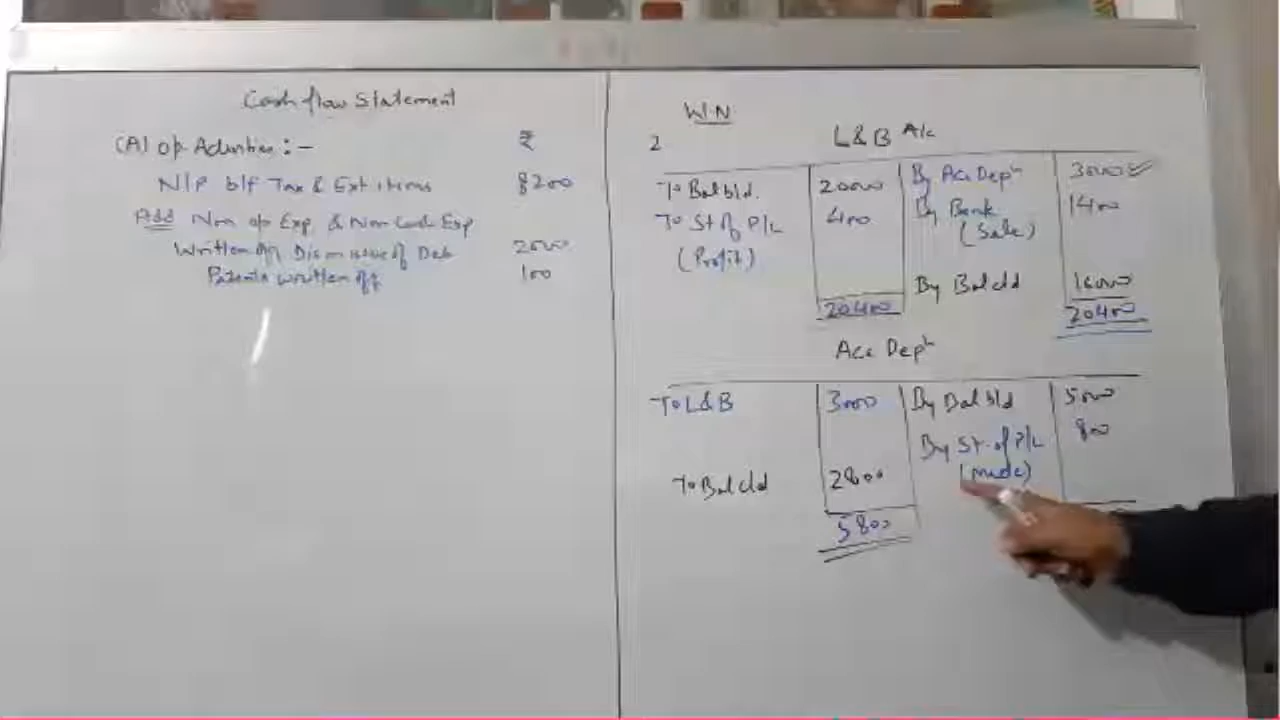 Cash flow Statement
(A) Op Activities :- ₹
N/P b/f Tax & Ext items 8200
Add Non op Exp & Non Cash Exp
Written off Dis on issue of Deb 2000
Patents written off 100
W.N
2 L&B A/c
To Bal b/d. 20000 By Acc Depⁿ 3000 ✓
To St of P/L 400 By Bank 1400
(Profit) (Sale)
By Bal c/d 16000
20400 20400
Acc Depⁿ
To L&B 3000 By Bal b/d 5000
By St. of P/L 800
To Bal c/d 2800 (made)
5800